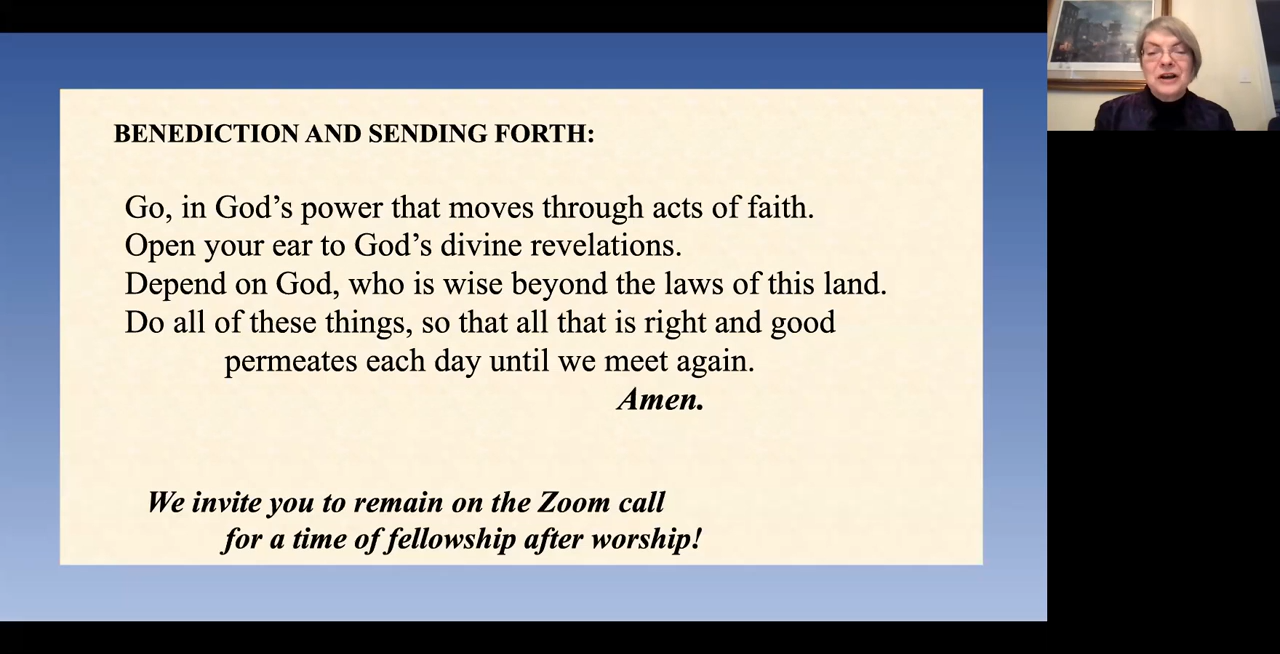 BENEDICTION AND SENDING FORTH:
Go, in God’s power that moves through acts of faith.
Open your ear to God’s divine revelations.
Depend on God, who is wise beyond the laws of this land.
Do all of these things, so that all that is right and good
permeates each day until we meet again.
Amen.
We invite you to remain on the Zoom call
for a time of fellowship after worship!